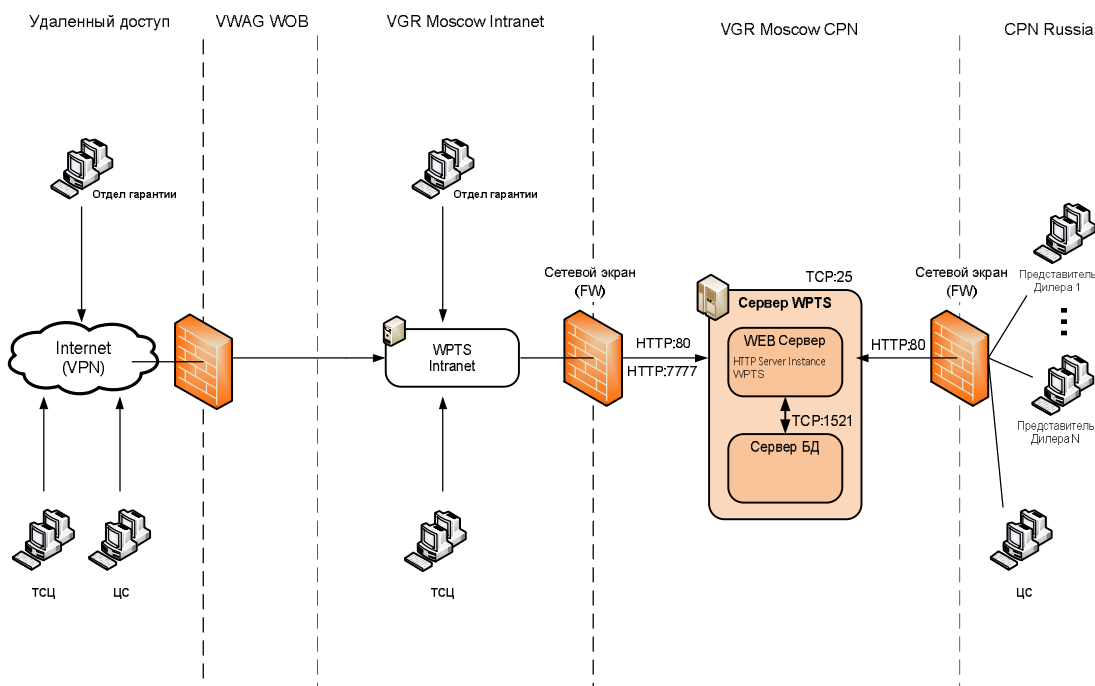 Удаленный доступ
VWAG WOB
VGR Moscow Intranet
VGR Moscow CPN
CPN Russia
Отдел гарантии
Отдел гарантии
Представитель
Дилера 1
Сетевой экран
(FW)
TCP:25
Сетевой экран
(FW)
Сервер WPTS
Internet
(VPN)
WPTS
Intranet
HTTP:80
HTTP:7777
WEB Сервер
HTTP Server Instance
WPTS
HTTP:80
TCP:1521
Сервер БД
Представитель
Дилера N
ТСЦ
ЦС
ТСЦ
ЦС